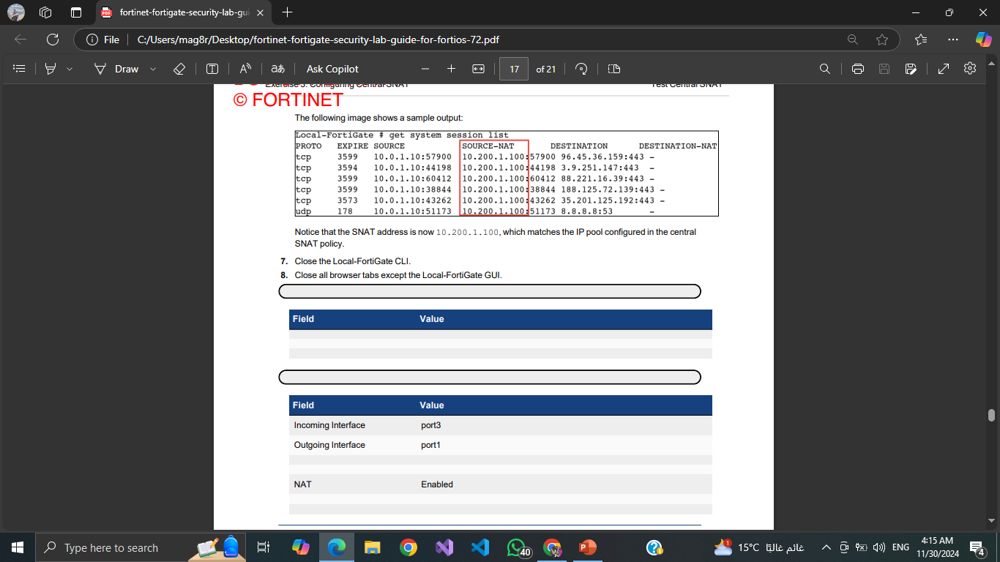 fortinet-fortigate-security-lab-gui
File
C:/Users/mag8r/Desktop/fortinet-fortigate-security-lab-guide-for-fortios-72.pdf
Draw
Ask Copilot
17
of 21
Exercise 3: Configuring Central SNAT
Test Central SNAT
© FORTINET
The following image shows a sample output:
Local-FortiGate # get system session list
PROTO EXPIRE SOURCE SOURCE-NAT DESTINATION DESTINATION-NAT
tcp 3599 10.0.1.10:57900 10.200.1.100:57900 96.45.36.159:443 -
tcp 3594 10.0.1.10:44198 10.200.1.100:44198 3.9.251.147:443 -
tcp 3599 10.0.1.10:60412 10.200.1.100:60412 88.221.16.39:443 -
tcp 3599 10.0.1.10:38844 10.200.1.100:38844 188.125.72.139:443 -
tcp 3573 10.0.1.10:43262 10.200.1.100:43262 35.201.125.192:443 -
udp 178 10.0.1.10:51173 10.200.1.100:51173 8.8.8.8:53 -
Notice that the SNAT address is now 10.200.1.100, which matches the IP pool configured in the central
SNAT policy.
7. Close the Local-FortiGate CLI.
8. Close all browser tabs except the Local-FortiGate GUI.
Field Value
Field Value
Incoming Interface port3
Outgoing Interface port1
NAT Enabled
Type here to search
40
1
15°C غائم غالبًا
ENG
4:15 AM
11/30/2024
4